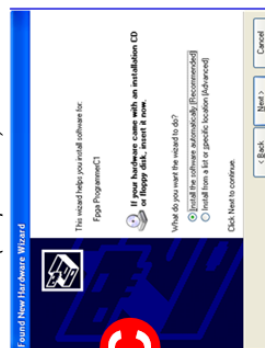 Found New Hardware Wizard
This wizard helps you install software for:
Fpga ProgrammerC1
If your hardware came with an installation CD
or floppy disk, insert it now.
What do you want the wizard to do?
Install the software automatically (Recommended)
Install from a list or specific location (Advanced)
Click Next to continue.
< Back
Next >
Cancel